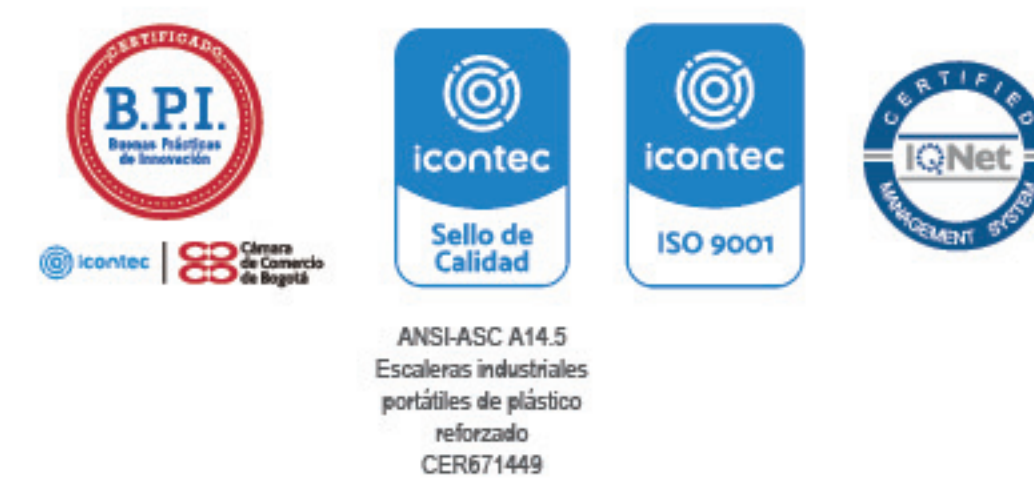 CERTIFICADO
B.P.I.
Buenas Prácticas
de Innovación
icontec
Cámara
de Comercio
de Bogotá
icontec
Sello de
Calidad
ANSI-ASC A14.5
Escaleras industriales
portátiles de plástico
reforzado
CER671449
icontec
ISO 9001
CERTIFIED
IQNet
MANAGEMENT SYSTEM